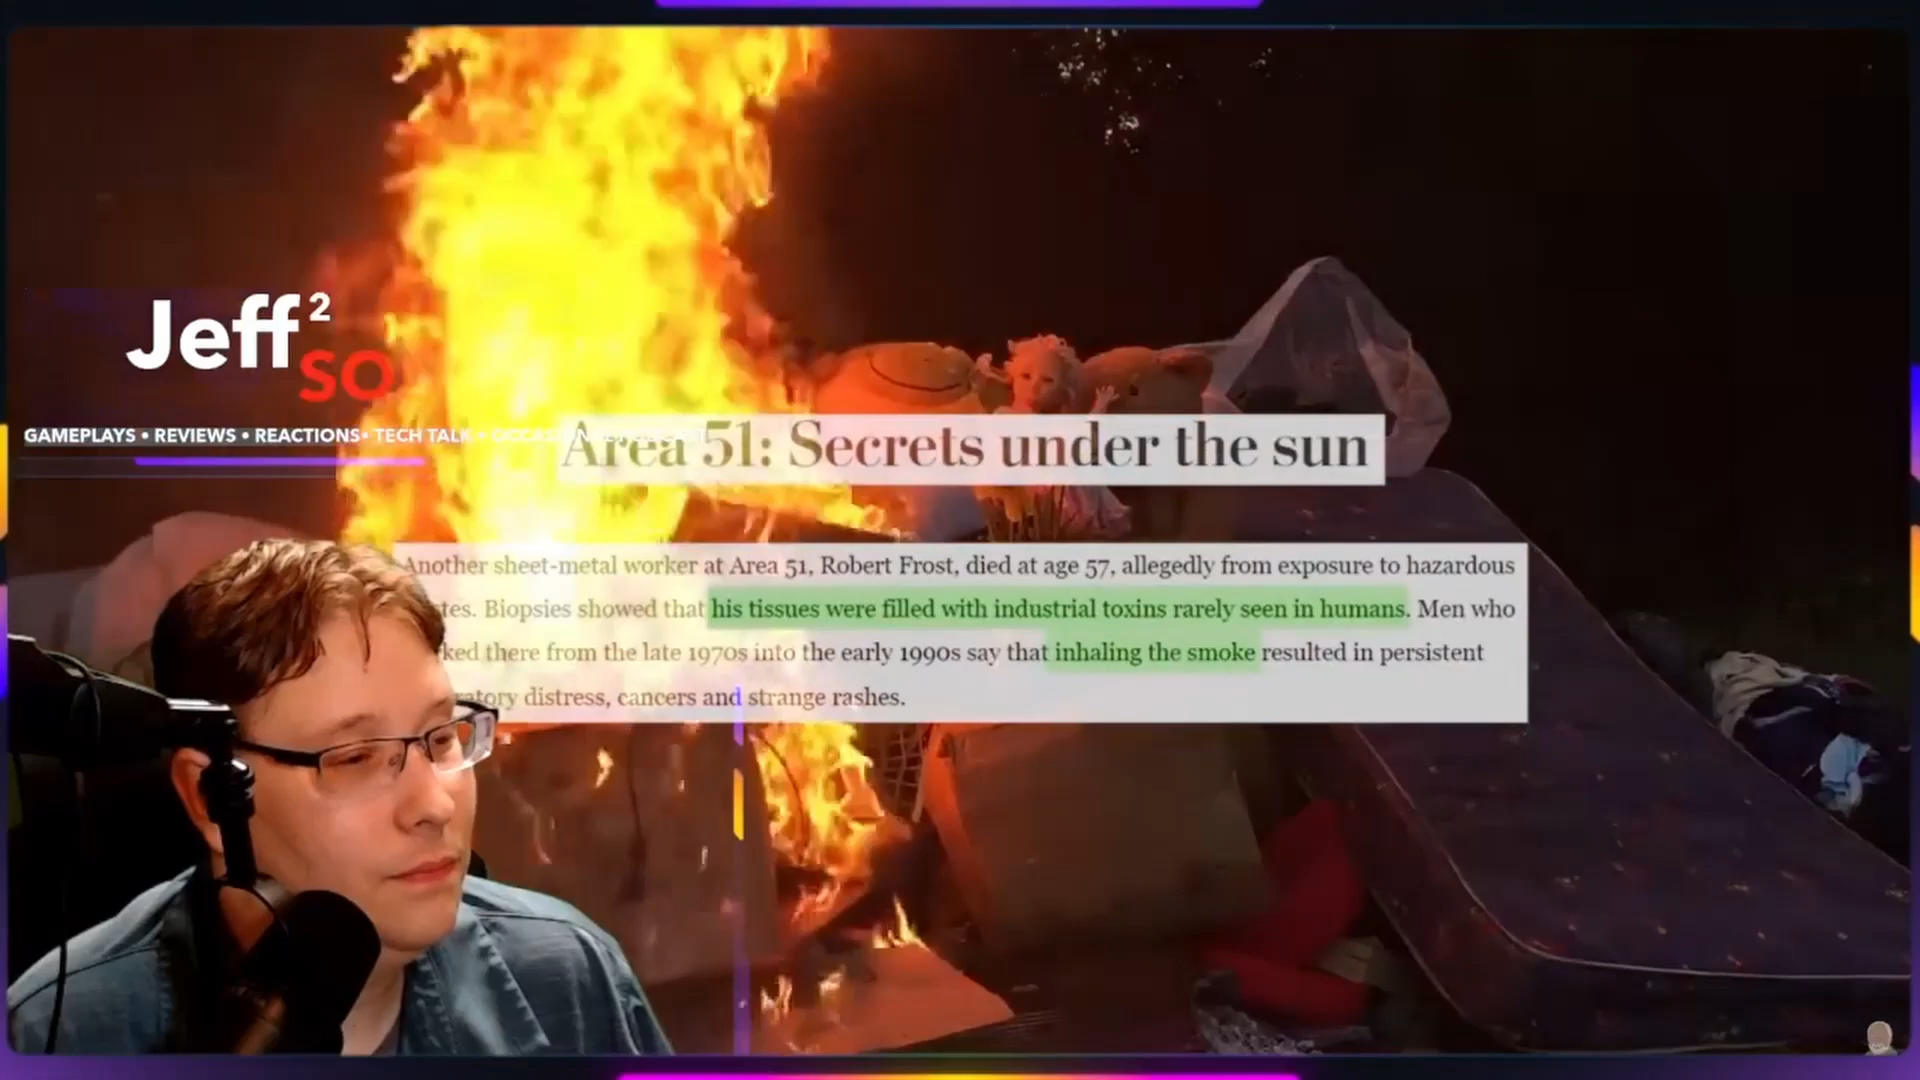 Jeff²
SO
GAMEPLAYS • REVIEWS • REACTIONS• TECH TALK •
Area 51: Secrets under the sun
Another sheet-metal worker at Area 51, Robert Frost, died at age 57, allegedly from exposure to hazardous
tes. Biopsies showed that his tissues were filled with industrial toxins rarely seen in humans. Men who
ked there from the late 1970s into the early 1990s say that inhaling the smoke resulted in persistent
ratory distress, cancers and strange rashes.